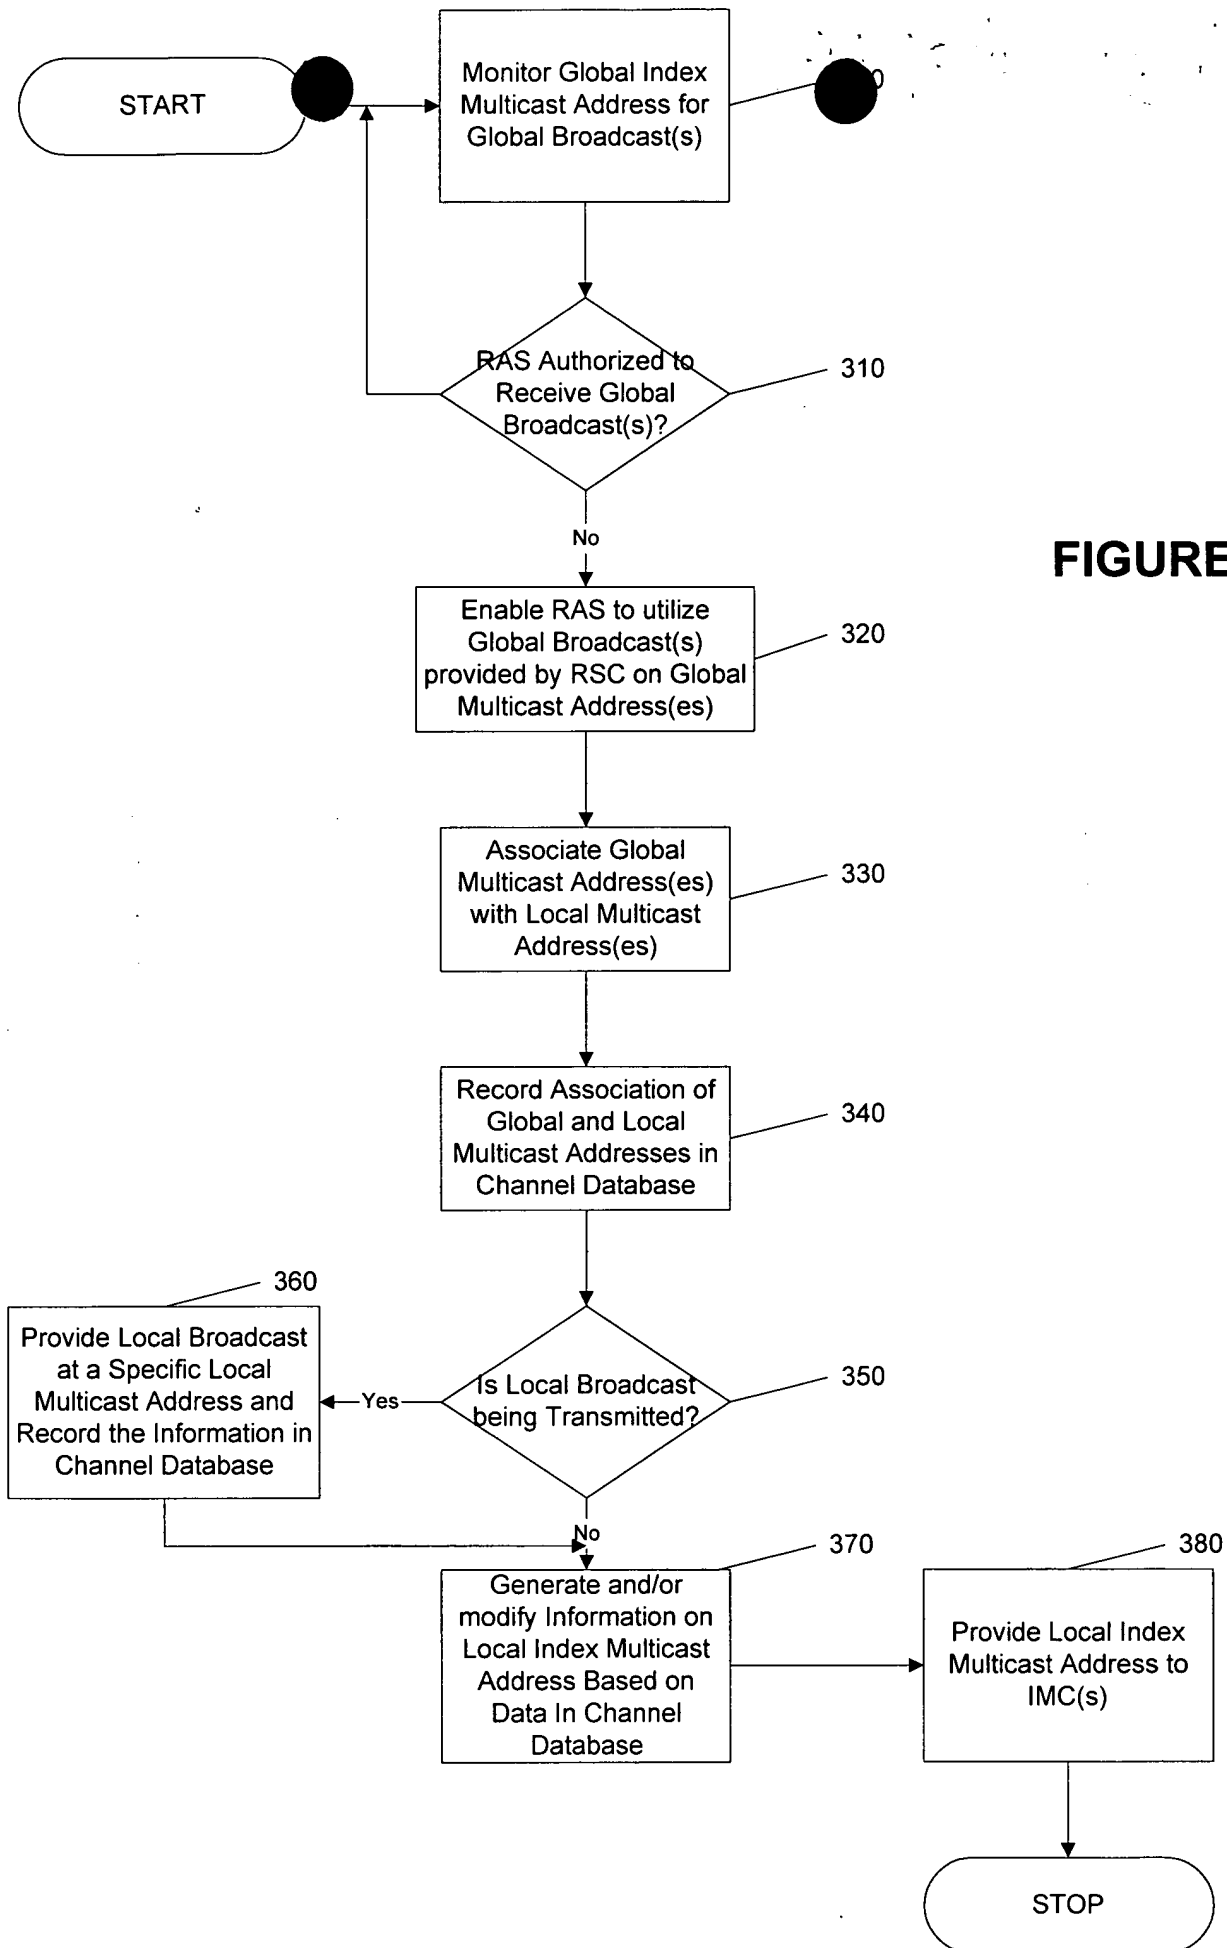 START
Monitor Global Index
Multicast Address for
Global Broadcast(s)
RAS Authorized to
Receive Global
Broadcast(s)?
310
No
FIGURE
Enable RAS to utilize
Global Broadcast(s)
provided by RSC on Global
Multicast Address(es)
320
Associate Global
Multicast Address(es)
with Local Multicast
Address(es)
330
Record Association of
Global and Local
Multicast Addresses in
Channel Database
340
360
Provide Local Broadcast
at a Specific Local
Multicast Address and
Record the Information in
Channel Database
Yes
Is Local Broadcast
being Transmitted?
350
No
370
Generate and/or
modify Information on
Local Index Multicast
Address Based on
Data In Channel
Database
380
Provide Local Index
Multicast Address to
IMC(s)
STOP